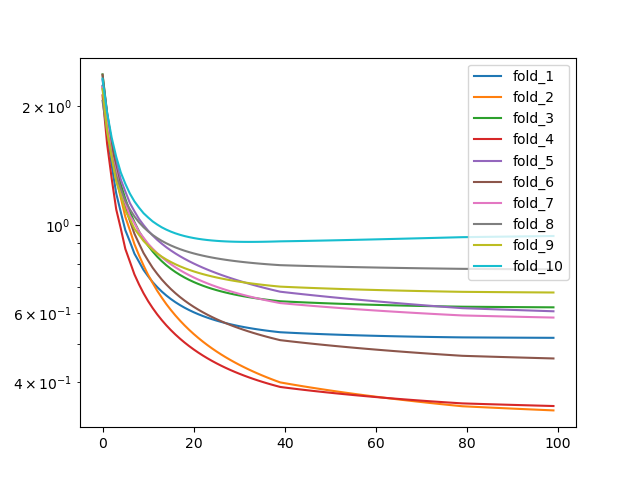 2 × 10⁰
10⁰
6 × 10⁻¹
4 × 10⁻¹
0 20 40 60 80 100
fold_1
fold_2
fold_3
fold_4
fold_5
fold_6
fold_7
fold_8
fold_9
fold_10